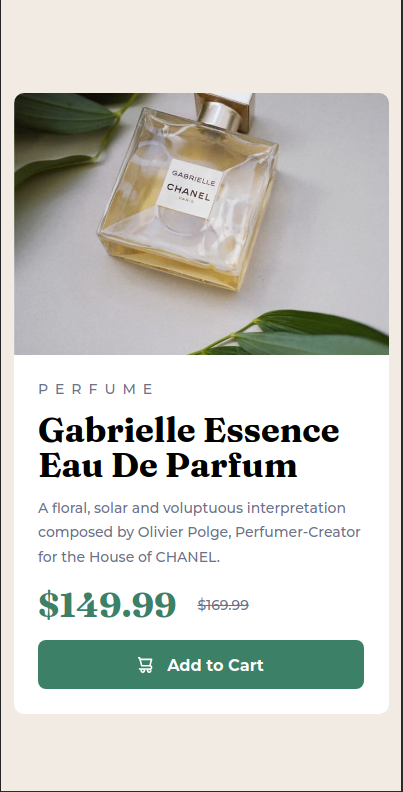 GABRIELLE
CHANEL
PARIS
PERFUME
Gabrielle Essence
Eau De Parfum
A floral, solar and voluptuous interpretation
composed by Olivier Polge, Perfumer-Creator
for the House of CHANEL.
$149.99 $169.99
Add to Cart